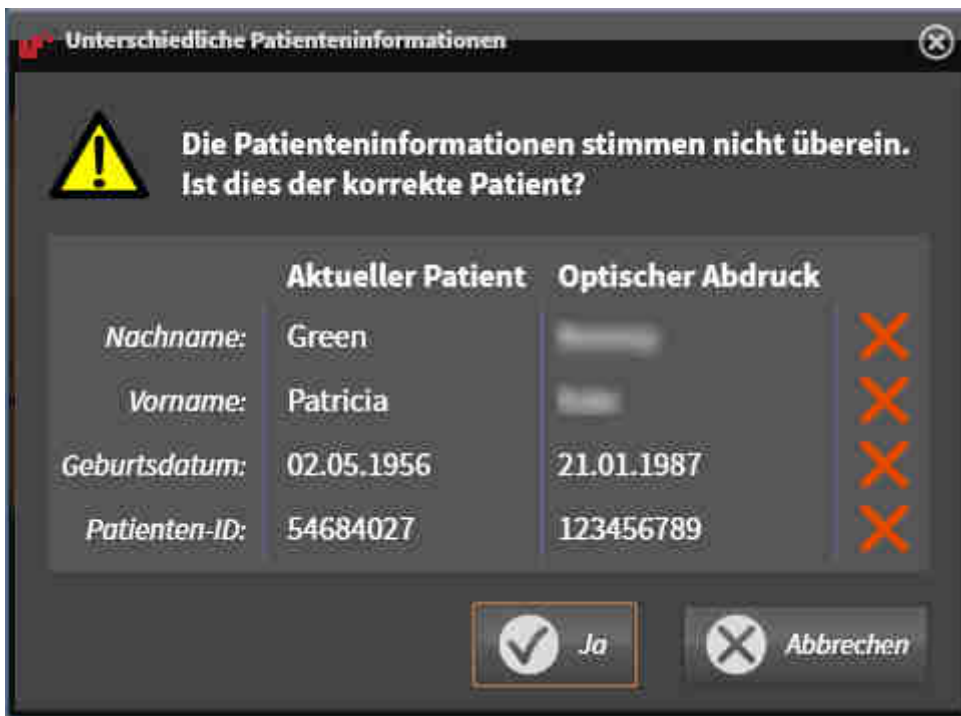 Unterschiedliche Patienteninformationen
Die Patienteninformationen stimmen nicht überein.
Ist dies der korrekte Patient?
Aktueller Patient Optischer Abdruck
Nachname: Green
Vorname: Patricia
Geburtsdatum: 02.05.1956 21.01.1987
Patienten-ID: 54684027 123456789
Ja Abbrechen